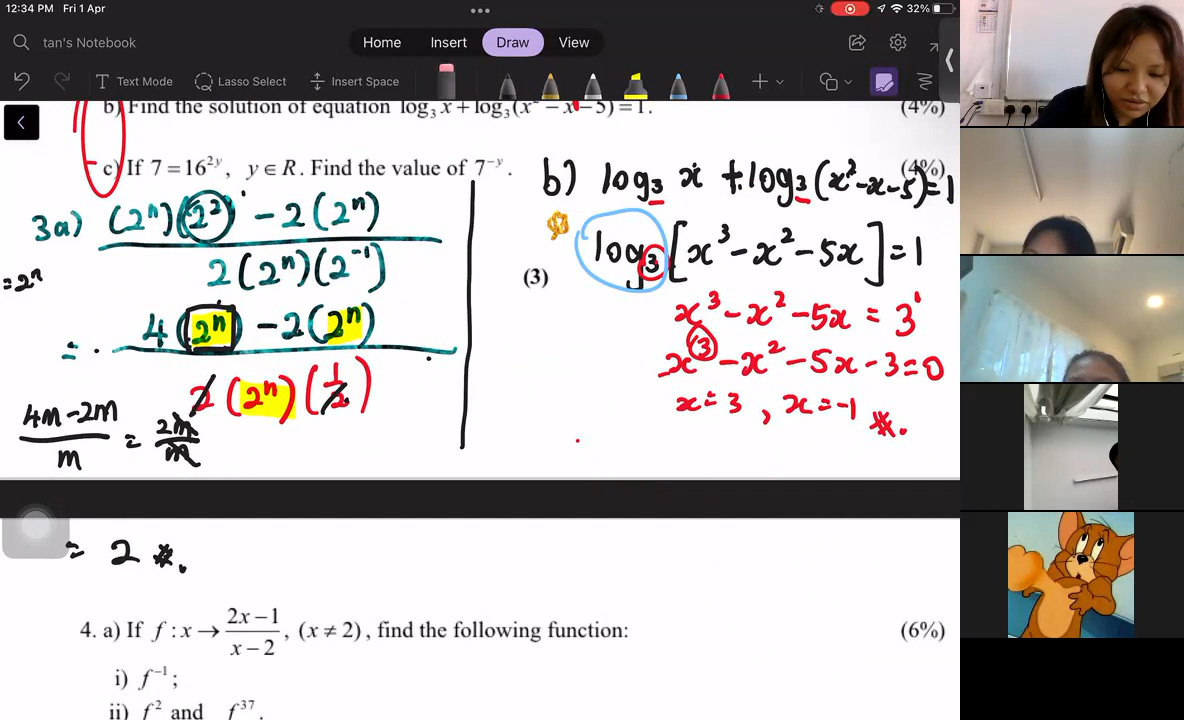 12:34 PM Fri 1 Apr
32%
tan's Notebook
Home Insert Draw View
Text Mode Lasso Select Insert Space
b) Find the solution of equation log₃ x + log₃(x² − x − 5) = 1. (4%)
c) If 7 = 16²ʸ, y ∈ R. Find the value of 7⁻ʸ. (4%)
3a) (2ⁿ)(2²) − 2(2ⁿ)
2(2ⁿ)(2⁻¹)
= 2ⁿ
= 4(2ⁿ) − 2(2ⁿ)
2(2ⁿ)(1/2)
4m − 2m / m = 2m / m
= 2 #.
b) log₃ x + log₃(x² − x − 5) = 1
log₃[x³ − x² − 5x] = 1
(3)
x³ − x² − 5x = 3¹
x³ − x² − 5x − 3 = 0
x = 3, x = −1 #.
4. a) If f : x → 2x − 1 / x − 2, (x ≠ 2), find the following function: (6%)
i) f⁻¹;
ii) f² and f³⁷.